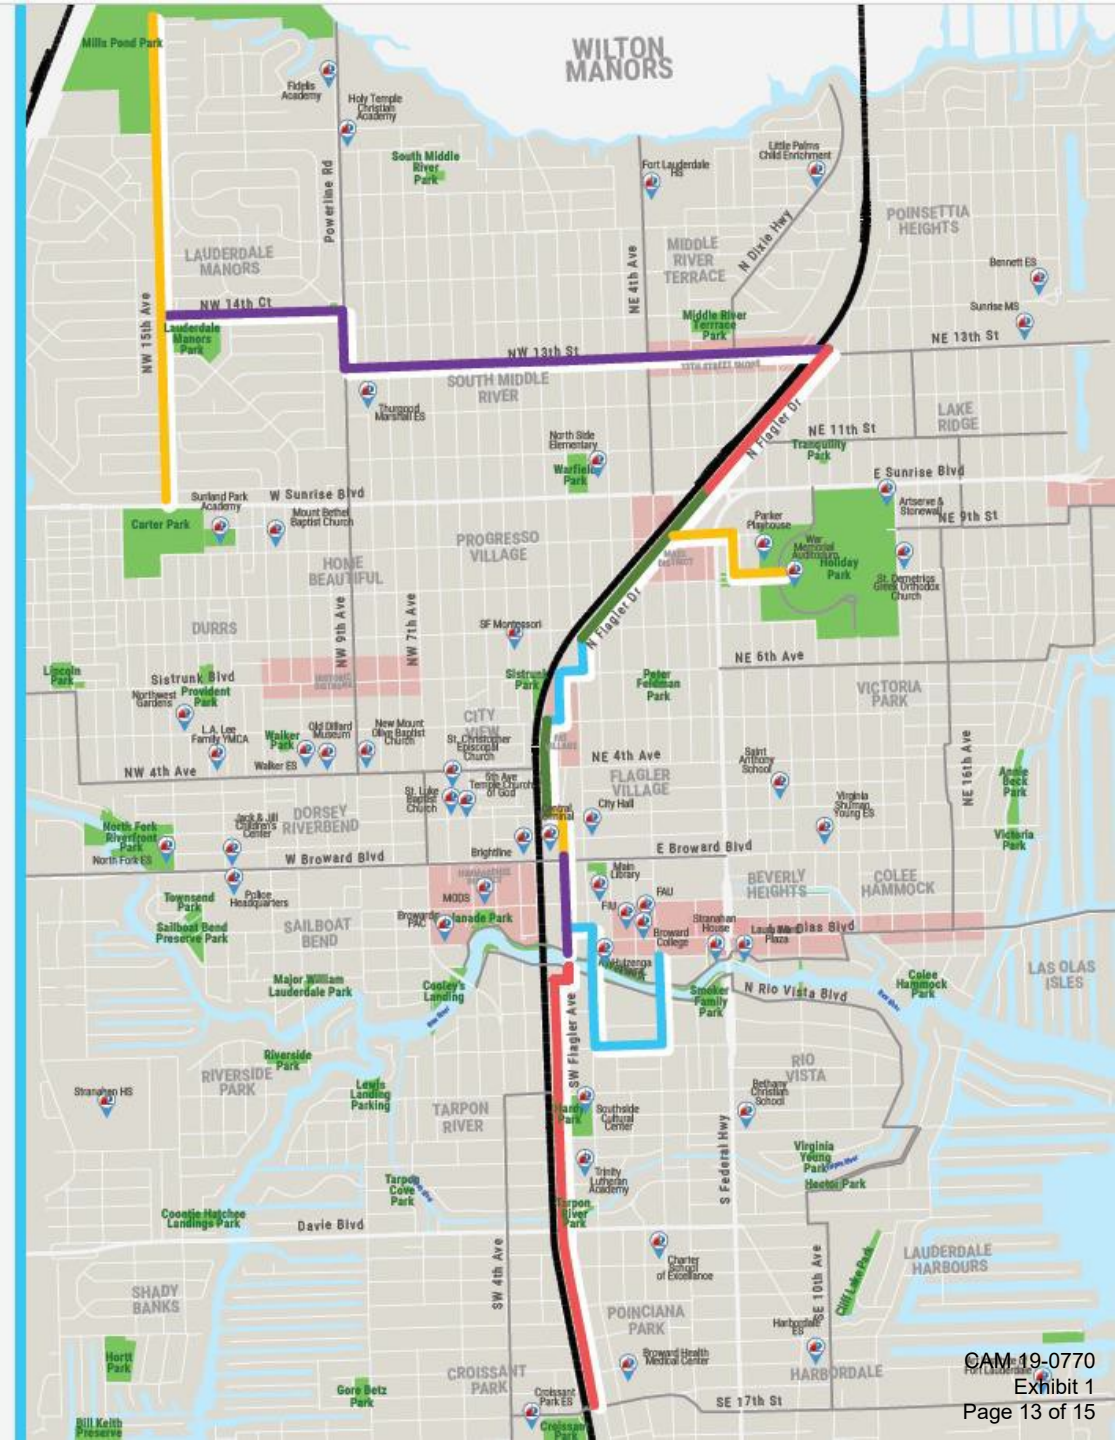 WILTON
MANORS
Mills Pond Park
Fidelis
Academy
Holy Temple
Christian
Academy
South Middle
River
Park
Powerline Rd
Fort Lauderdale
HS
Little Palms
Child Enrichment
POINSETTIA
HEIGHTS
LAUDERDALE
MANORS
MIDDLE
RIVER
TERRACE
N Dixie Hwy
NE 4th Ave
Bennett ES
Sunrise MS
NW 15th Ave
NW 14th Ct
Lauderdale
Manors
Park
Middle River
Terrrace
Park
NE 13th St
NW 13th St
13TH STREET SHOPS
SOUTH MIDDLE
RIVER
Thurgood
Marshall ES
N Flagler Dr
LAKE
RIDGE
NE 11th St
Tranquility
Park
North Side
Elementary
Warfield
Park
E Sunrise Blvd
W Sunrise Blvd
Sunland Park
Academy
Mount Bethel
Baptist Church
Carter Park
Artserve &
Stonewall
NE 9th St
Parker
Playhouse
War
Memorial
Auditorium
Holiday
Park
St. Demetrios
Greek Orthodox
Church
PROGRESSO
VILLAGE
MASS
DISTRICT
HOME
BEAUTIFUL
DURRS
NW 9th Ave
NW 7th Ave
SF Montessori
N Flagler Dr
NE 6th Ave
Lincoln
Park
Sistrunk Blvd
Northwest
Gardens
Provident
Park
HISTORIC
SISTRUNK
Sistrunk
Park
Peter
Feldman
Park
VICTORIA
PARK
L.A. Lee
Family YMCA
Walker
Park
Walker ES
Old Dillard
Museum
New Mount
Olive Baptist
Church
CITY
VIEW
St. Christopher
Episcopal
Church
FAT
VILLAGE
NE 4th Ave
FLAGLER
VILLAGE
Saint
Anthony
School
NE 16th Ave
Annie
Beck
Park
NW 4th Ave
St. Luke
Baptist
Church
5th Ave
Temple Church
of God
City Hall
Virginia
Shuman
Young ES
Victoria
Park
North Fork
Riverfront
Park
North Fork ES
Jack & Jill
Children's
Center
DORSEY
RIVERBEND
Brightline
W Broward Blvd
E Broward Blvd
Police
Headquarters
MODS
Main
Library
FAU
FIU
BEVERLY
HEIGHTS
COLEE
HAMMOCK
Townsend
Park
Sailboat Bend
Preserve Park
SAILBOAT
BEND
Broward
PAC
Broward
College
Stranahan
House
Plaza
Major William
Lauderdale Park
Cooley's
Landing
Smoker
Family
Park
N Rio Vista Blvd
Colee
Hammock
Park
LAS OLAS
ISLES
SW Flagler Ave
Riverside
Park
RIVERSIDE
PARK
Stranahan HS
Lewis
Landing
Parking
TARPON
RIVER
Hardy
Park
Southside
Cultural
Center
RIO
VISTA
Bethany
Christian
School
S Federal Hwy
Trinity
Lutheran
Academy
Virginia
Young
Park
Hector Park
Tarpon
Cove
Park
Tarpon
River
Park
Coontie Hatchee
Landings Park
Davie Blvd
SW 4th Ave
Charter
School
of Excellance
SE 10th Ave
Cliff Lake Park
LAUDERDALE
HARBOURS
SHADY
BANKS
POINCIANA
PARK
Harbordale
ES
Hortt
Park
Broward Health
Medical Center
HARBORDALE
CROISSANT
PARK
Gore Betz
Park
Croissant
Park ES
SE 17th St
Bill Keith
Preserve
Croissant
Park
CAM 19-0770
Exhibit 1
Page 13 of 15